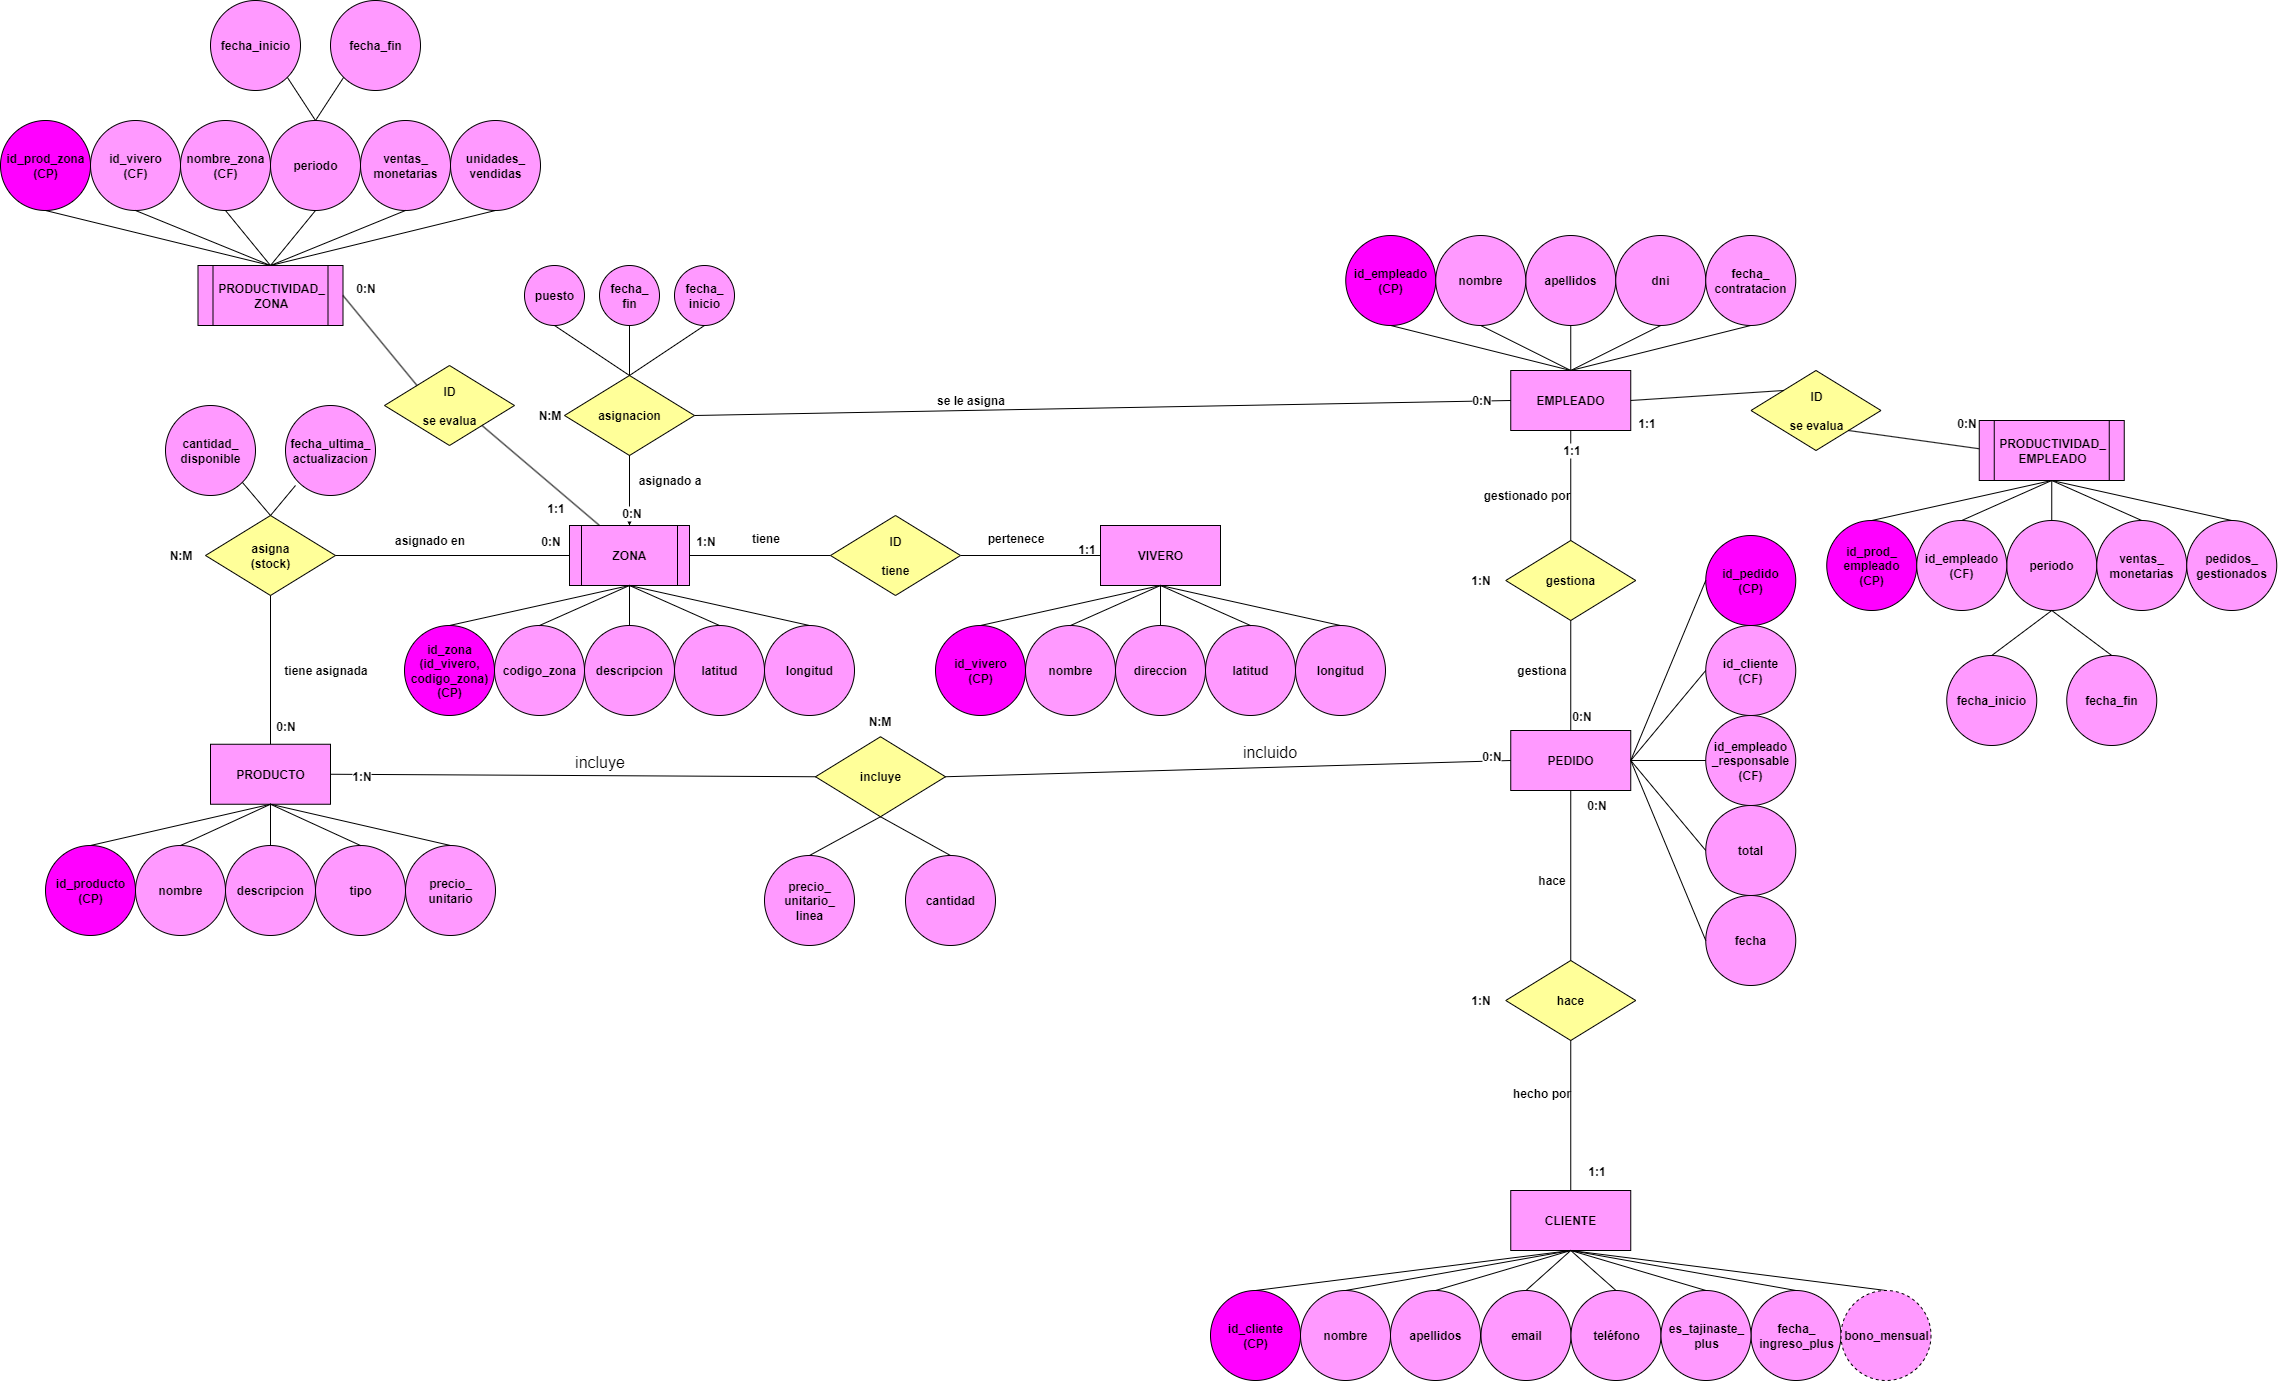 fecha_inicio
fecha_fin
id_prod_zona
(CP)
id_vivero
(CF)
nombre_zona
(CF)
periodo
ventas_
monetarias
unidades_
vendidas
PRODUCTIVIDAD_
ZONA
0:N
puesto
fecha_
fin
fecha_
inicio
id_empleado
(CP)
nombre
apellidos
dni
fecha_
contratacion
ID
se evalua
N:M
asignacion
se le asigna
0:N
EMPLEADO
1:1
1:1
ID
se evalua
0:N
PRODUCTIVIDAD_
EMPLEADO
cantidad_
disponible
fecha_ultima_
actualizacion
asignado a
gestionado por
1:1
0:N
N:M
asigna
(stock)
asignado en
0:N
ZONA
1:N
tiene
ID
tiene
pertenece
1:1
VIVERO
1:N
gestiona
id_pedido
(CP)
id_prod_
empleado
(CP)
id_empleado
(CF)
periodo
ventas_
monetarias
pedidos_
gestionados
tiene asignada
id_zona
(id_vivero,
codigo_zona)
(CP)
codigo_zona
descripcion
latitud
longitud
id_vivero
(CP)
nombre
direccion
latitud
longitud
gestiona
id_cliente
(CF)
fecha_inicio
fecha_fin
0:N
N:M
0:N
PRODUCTO
1:N
incluye
incluye
incluido
0:N
PEDIDO
id_empleado
_responsable
(CF)
0:N
total
id_producto
(CP)
nombre
descripcion
tipo
precio_
unitario
precio_
unitario_
linea
cantidad
hace
fecha
1:N
hace
hecho por
1:1
CLIENTE
id_cliente
(CP)
nombre
apellidos
email
teléfono
es_tajinaste_
plus
fecha_
ingreso_plus
bono_mensual